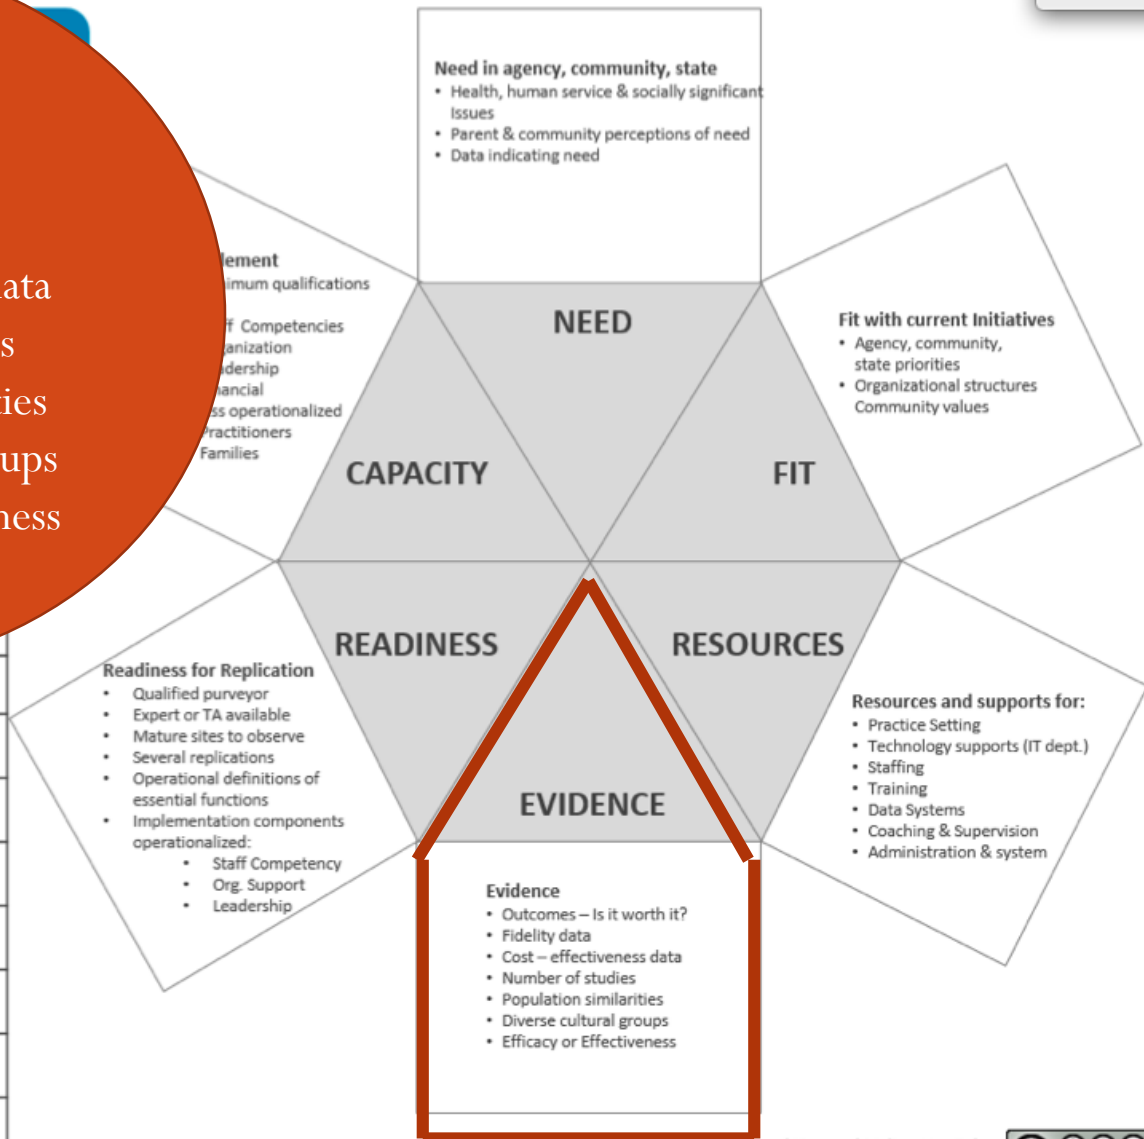 Need in agency, community, state
• Health, human service & socially significant
Issues
• Parent & community perceptions of need
• Data indicating need
qualifications
Competencies
Practitioners
Families
operationalized
NEED
Fit with current Initiatives
• Agency, community,
state priorities
• Organizational structures
Community values
CAPACITY
FIT
READINESS
RESOURCES
EVIDENCE
Readiness for Replication
• Qualified purveyor
• Expert or TA available
• Mature sites to observe
• Several replications
• Operational definitions of
essential functions
• Implementation components
operationalized:
• Staff Competency
• Org. Support
• Leadership
Resources and supports for:
• Practice Setting
• Technology supports (IT dept.)
• Staffing
• Training
• Data Systems
• Coaching & Supervision
• Administration & system
Evidence
• Outcomes – Is it worth it?
• Fidelity data
• Cost – effectiveness data
• Number of studies
• Population similarities
• Diverse cultural groups
• Efficacy or Effectiveness